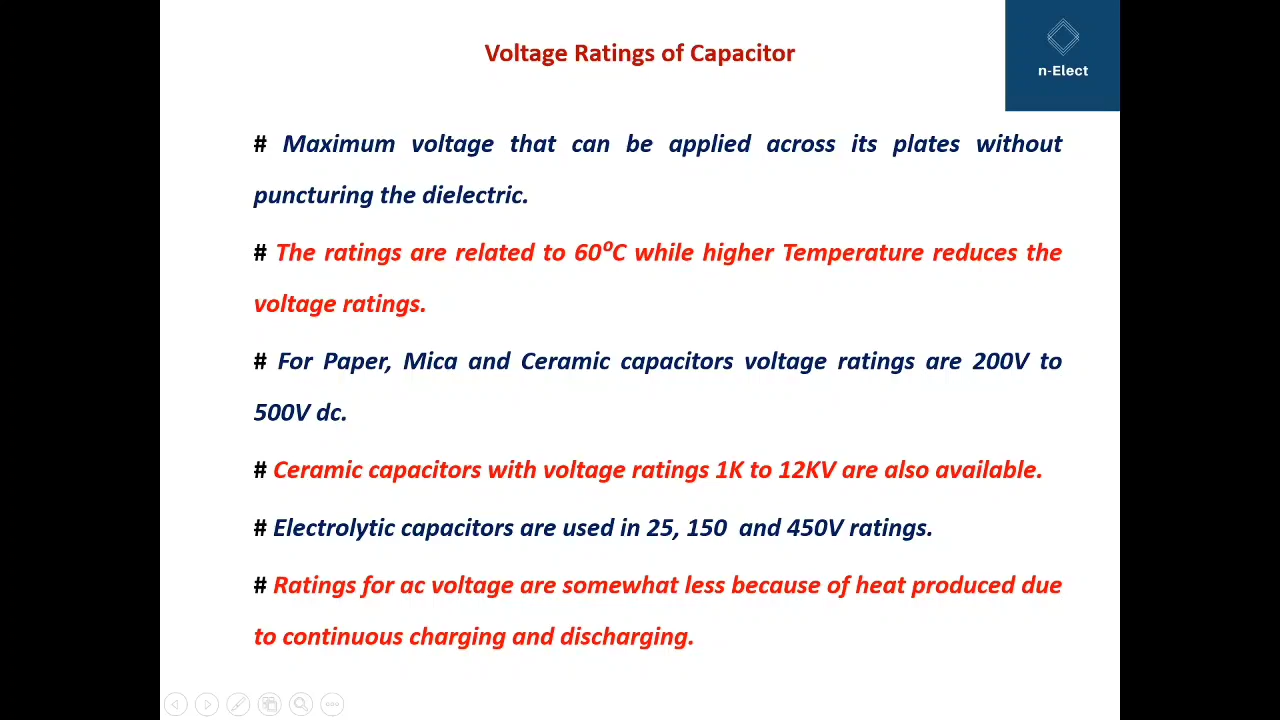 Voltage Ratings of Capacitor
n-Elect
# Maximum voltage that can be applied across its plates without
puncturing the dielectric.
# The ratings are related to 60⁰C while higher Temperature reduces the
voltage ratings.
# For Paper, Mica and Ceramic capacitors voltage ratings are 200V to
500V dc.
# Ceramic capacitors with voltage ratings 1K to 12KV are also available.
# Electrolytic capacitors are used in 25, 150  and 450V ratings.
# Ratings for ac voltage are somewhat less because of heat produced due
to continuous charging and discharging.